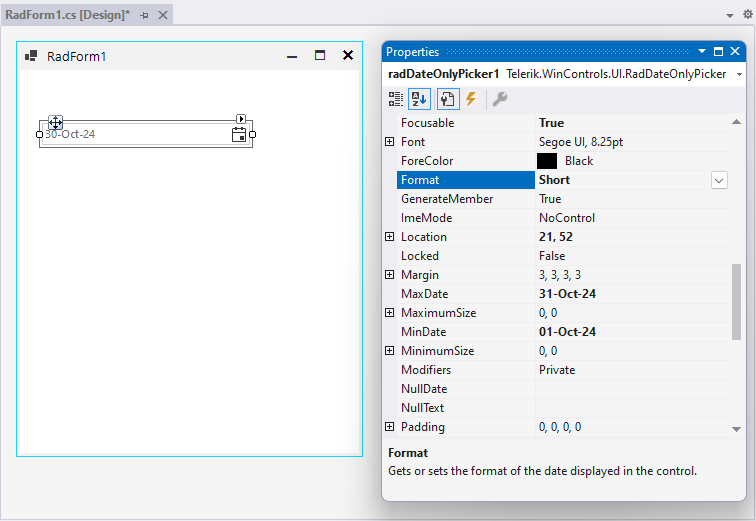 RadForm1.cs [Design]*
RadForm1
30-Oct-24
Properties
radDateOnlyPicker1 Telerik.WinControls.UI.RadDateOnlyPicker
Focusable True
Font Segoe UI, 8.25pt
ForeColor Black
Format Short
GenerateMember True
ImeMode NoControl
Location 21, 52
Locked False
Margin 3, 3, 3, 3
MaxDate 31-Oct-24
MaximumSize 0, 0
MinDate 01-Oct-24
MinimumSize 0, 0
Modifiers Private
NullDate
NullText
Padding 0, 0, 0, 0
Format
Gets or sets the format of the date displayed in the control.